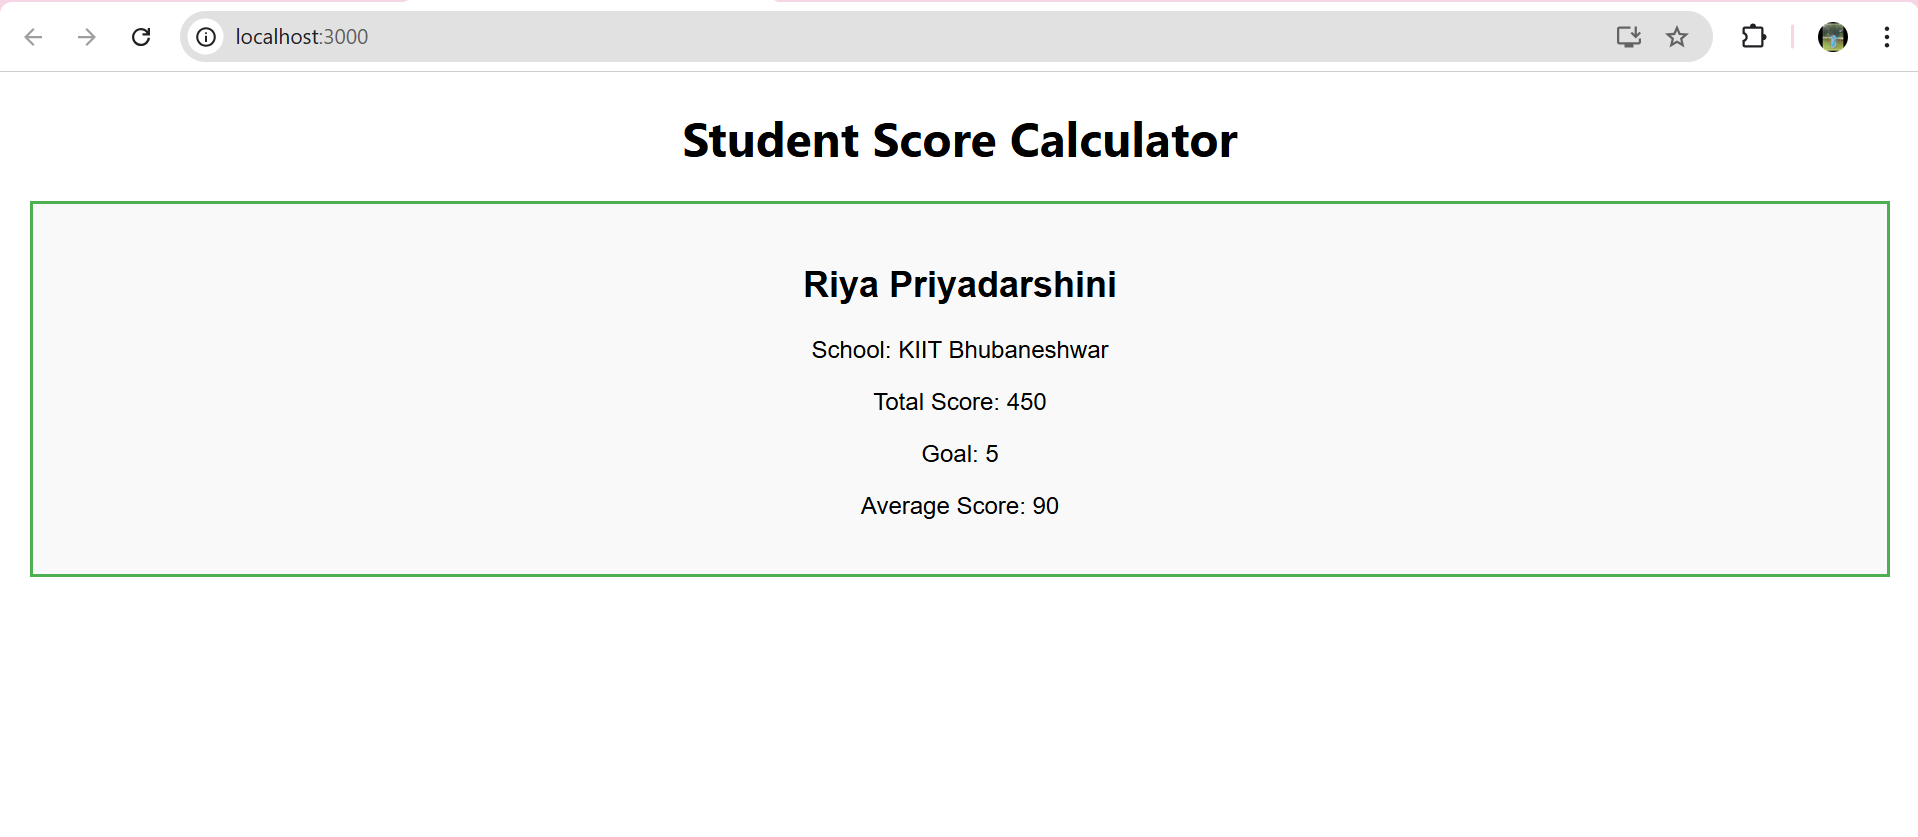 localhost:3000
Student Score Calculator
Riya Priyadarshini
School: KIIT Bhubaneshwar
Total Score: 450
Goal: 5
Average Score: 90